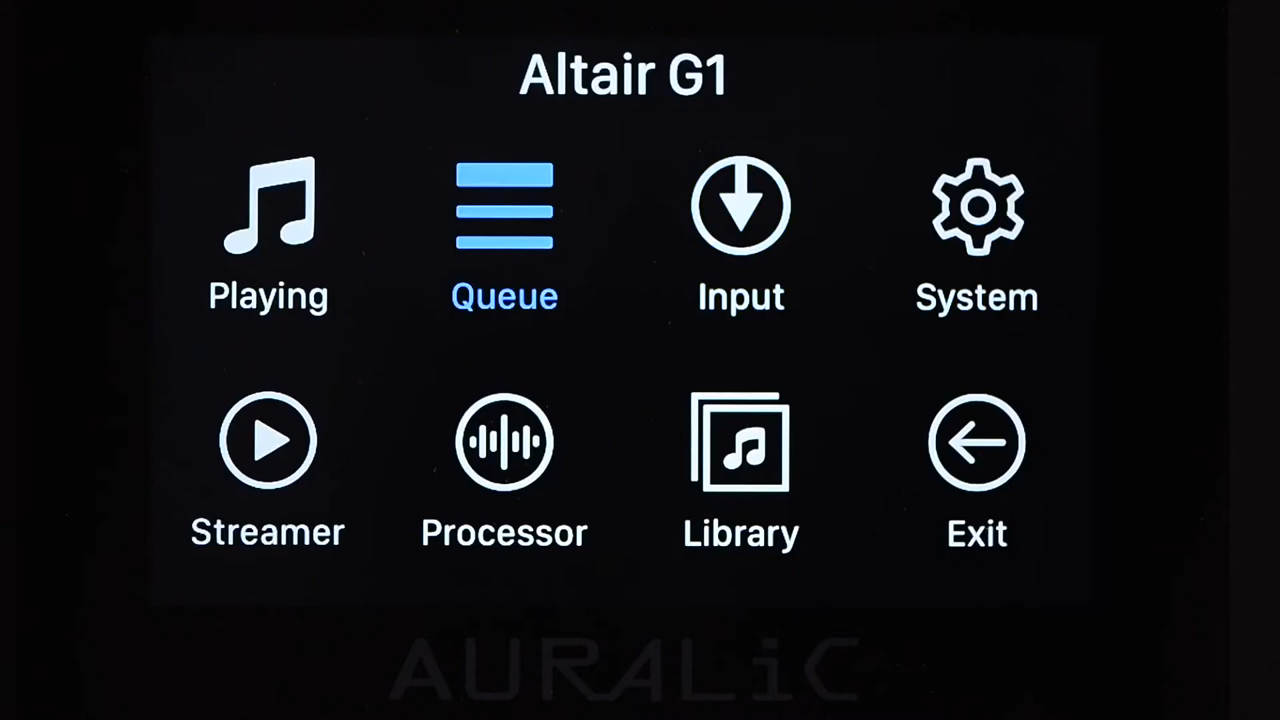 Altair G1
Playing Queue Input System
Streamer Processor Library Exit
AURALiC